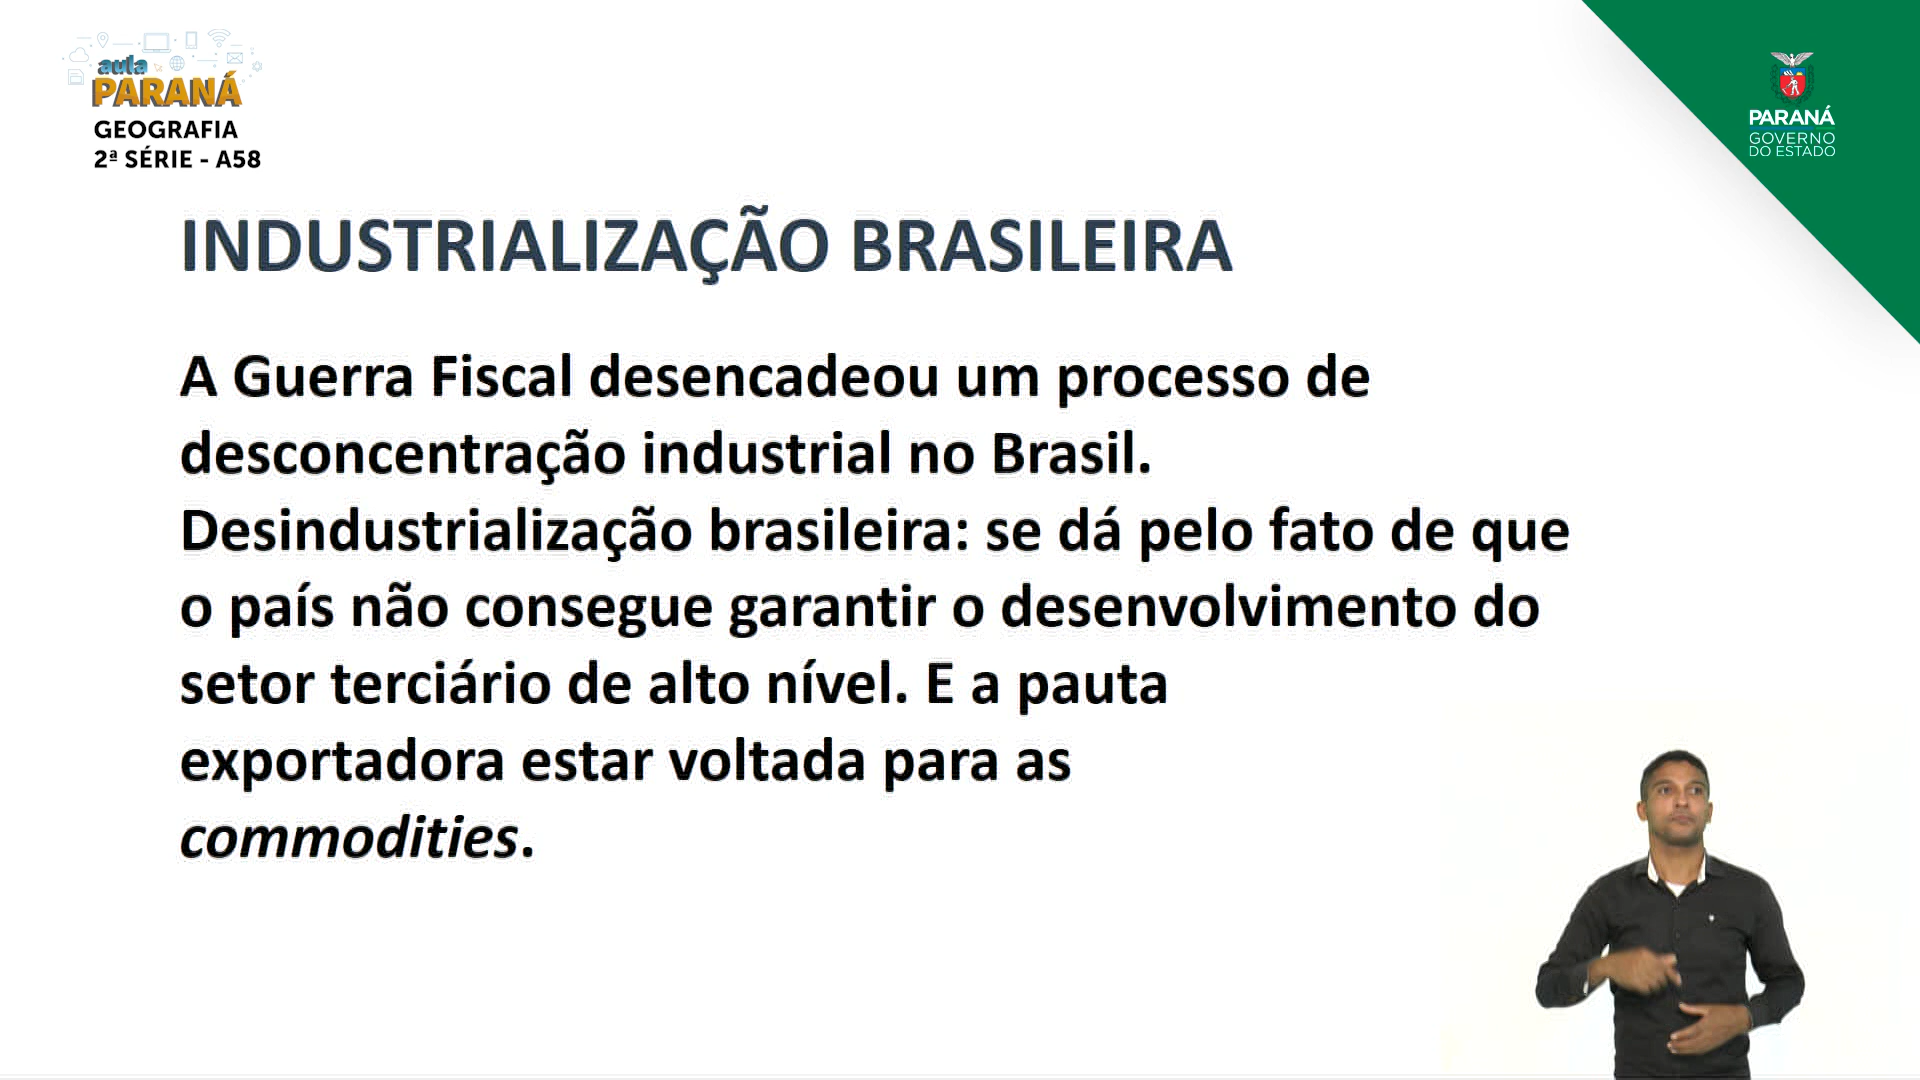 aula
PARANÁ
GEOGRAFIA
2ª SÉRIE - A58
PARANÁ
GOVERNO
DO ESTADO
INDUSTRIALIZAÇÃO BRASILEIRA
A Guerra Fiscal desencadeou um processo de
desconcentração industrial no Brasil.
Desindustrialização brasileira: se dá pelo fato de que
o país não consegue garantir o desenvolvimento do
setor terciário de alto nível. E a pauta
exportadora estar voltada para as
commodities.